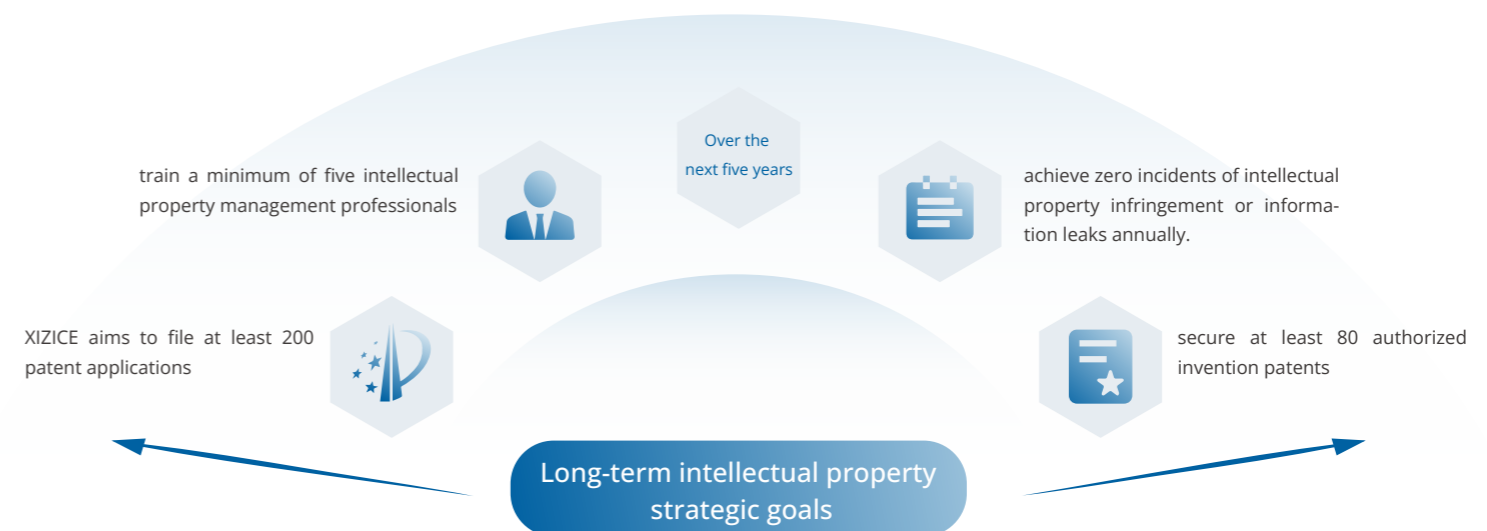 Over the
next five years
train a minimum of five intellectual
property management professionals
achieve zero incidents of intellectual
property infringement or informa-
tion leaks annually.
XIZICE aims to file at least 200
patent applications
secure at least 80 authorized
invention patents
Long-term intellectual property
strategic goals